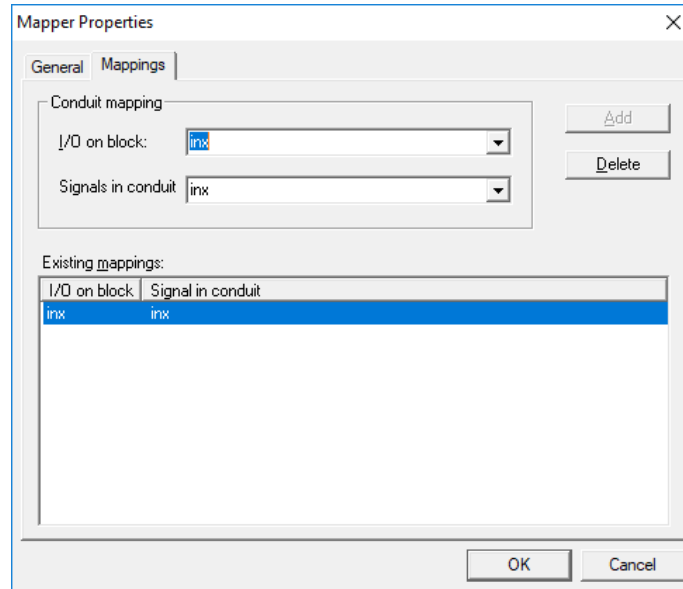 Mapper Properties
General Mappings
Conduit mapping
I/O on block: inx
Signals in conduit inx
Add
Delete
Existing mappings:
I/O on block Signal in conduit
inx inx
OK Cancel